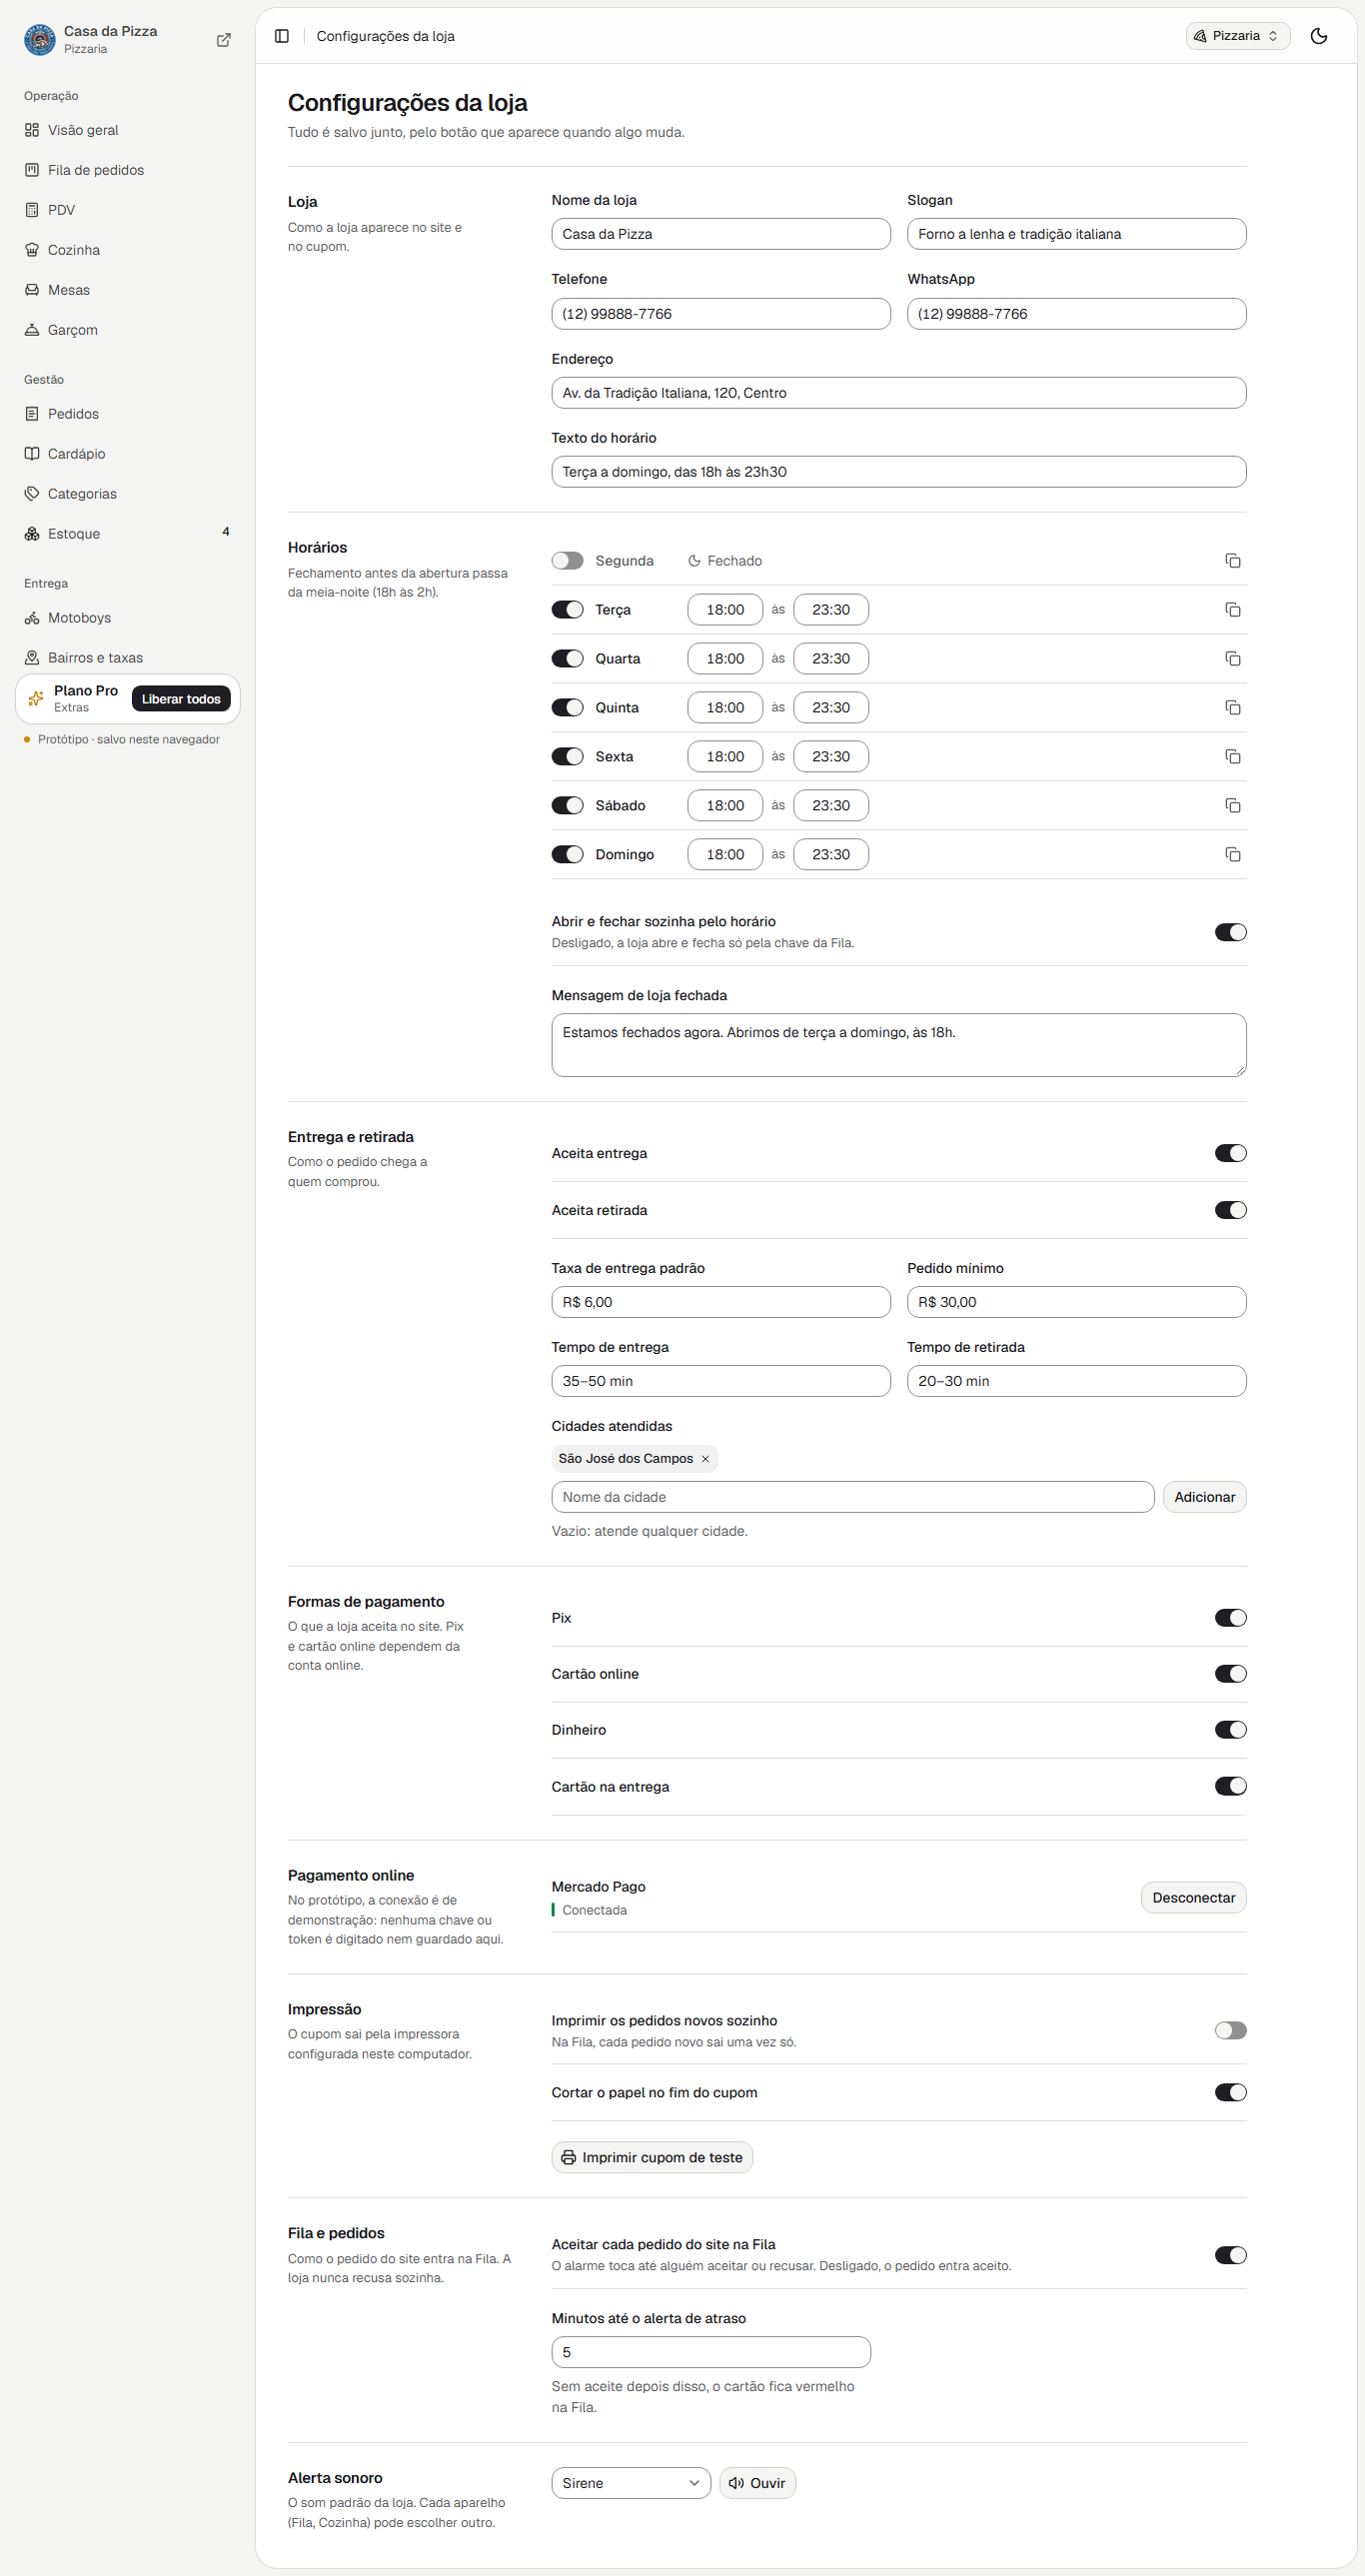 Casa da Pizza
Pizzaria
Operação
Visão geral
Fila de pedidos
PDV
Cozinha
Mesas
Garçom
Gestão
Pedidos
Cardápio
Categorias
Estoque 4
Entrega
Motoboys
Bairros e taxas
Plano Pro
Extras
Liberar todos
Protótipo · salvo neste navegador
Configurações da loja
Pizzaria
Configurações da loja
Tudo é salvo junto, pelo botão que aparece quando algo muda.
Loja
Como a loja aparece no site e
no cupom.
Nome da loja
Casa da Pizza
Slogan
Forno a lenha e tradição italiana
Telefone
(12) 99888-7766
WhatsApp
(12) 99888-7766
Endereço
Av. da Tradição Italiana, 120, Centro
Texto do horário
Terça a domingo, das 18h às 23h30
Horários
Fechamento antes da abertura passa
da meia-noite (18h às 2h).
Segunda Fechado
Terça 18:00 às 23:30
Quarta 18:00 às 23:30
Quinta 18:00 às 23:30
Sexta 18:00 às 23:30
Sábado 18:00 às 23:30
Domingo 18:00 às 23:30
Abrir e fechar sozinha pelo horário
Desligado, a loja abre e fecha só pela chave da Fila.
Mensagem de loja fechada
Estamos fechados agora. Abrimos de terça a domingo, às 18h.
Entrega e retirada
Como o pedido chega a
quem comprou.
Aceita entrega
Aceita retirada
Taxa de entrega padrão
R$ 6,00
Pedido mínimo
R$ 30,00
Tempo de entrega
35–50 min
Tempo de retirada
20–30 min
Cidades atendidas
São José dos Campos
Nome da cidade
Adicionar
Vazio: atende qualquer cidade.
Formas de pagamento
O que a loja aceita no site. Pix
e cartão online dependem da
conta online.
Pix
Cartão online
Dinheiro
Cartão na entrega
Pagamento online
No protótipo, a conexão é de
demonstração: nenhuma chave ou
token é digitado nem guardado aqui.
Mercado Pago
Conectada
Desconectar
Impressão
O cupom sai pela impressora
configurada neste computador.
Imprimir os pedidos novos sozinho
Na Fila, cada pedido novo sai uma vez só.
Cortar o papel no fim do cupom
Imprimir cupom de teste
Fila e pedidos
Como o pedido do site entra na Fila. A
loja nunca recusa sozinha.
Aceitar cada pedido do site na Fila
O alarme toca até alguém aceitar ou recusar. Desligado, o pedido entra aceito.
Minutos até o alerta de atraso
5
Sem aceite depois disso, o cartão fica vermelho
na Fila.
Alerta sonoro
O som padrão da loja. Cada aparelho
(Fila, Cozinha) pode escolher outro.
Sirene
Ouvir